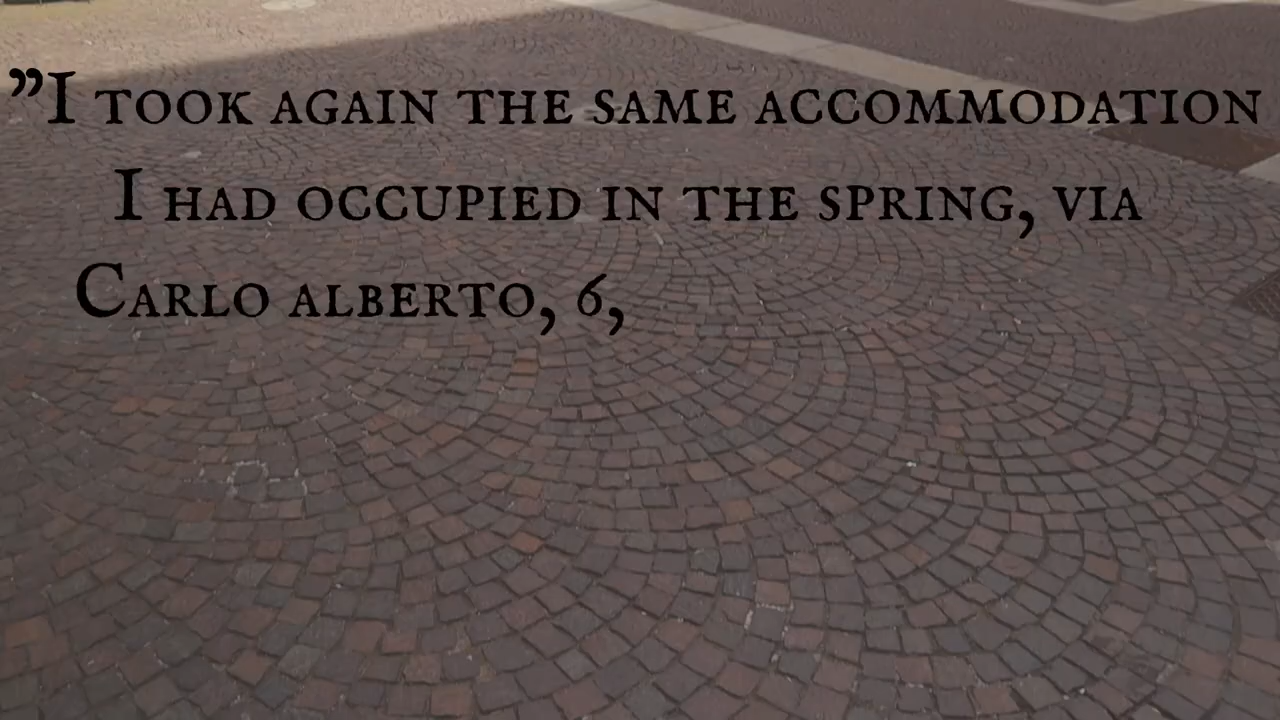 ”I took again the same accommodation
I had occupied in the spring, via
Carlo alberto, 6,